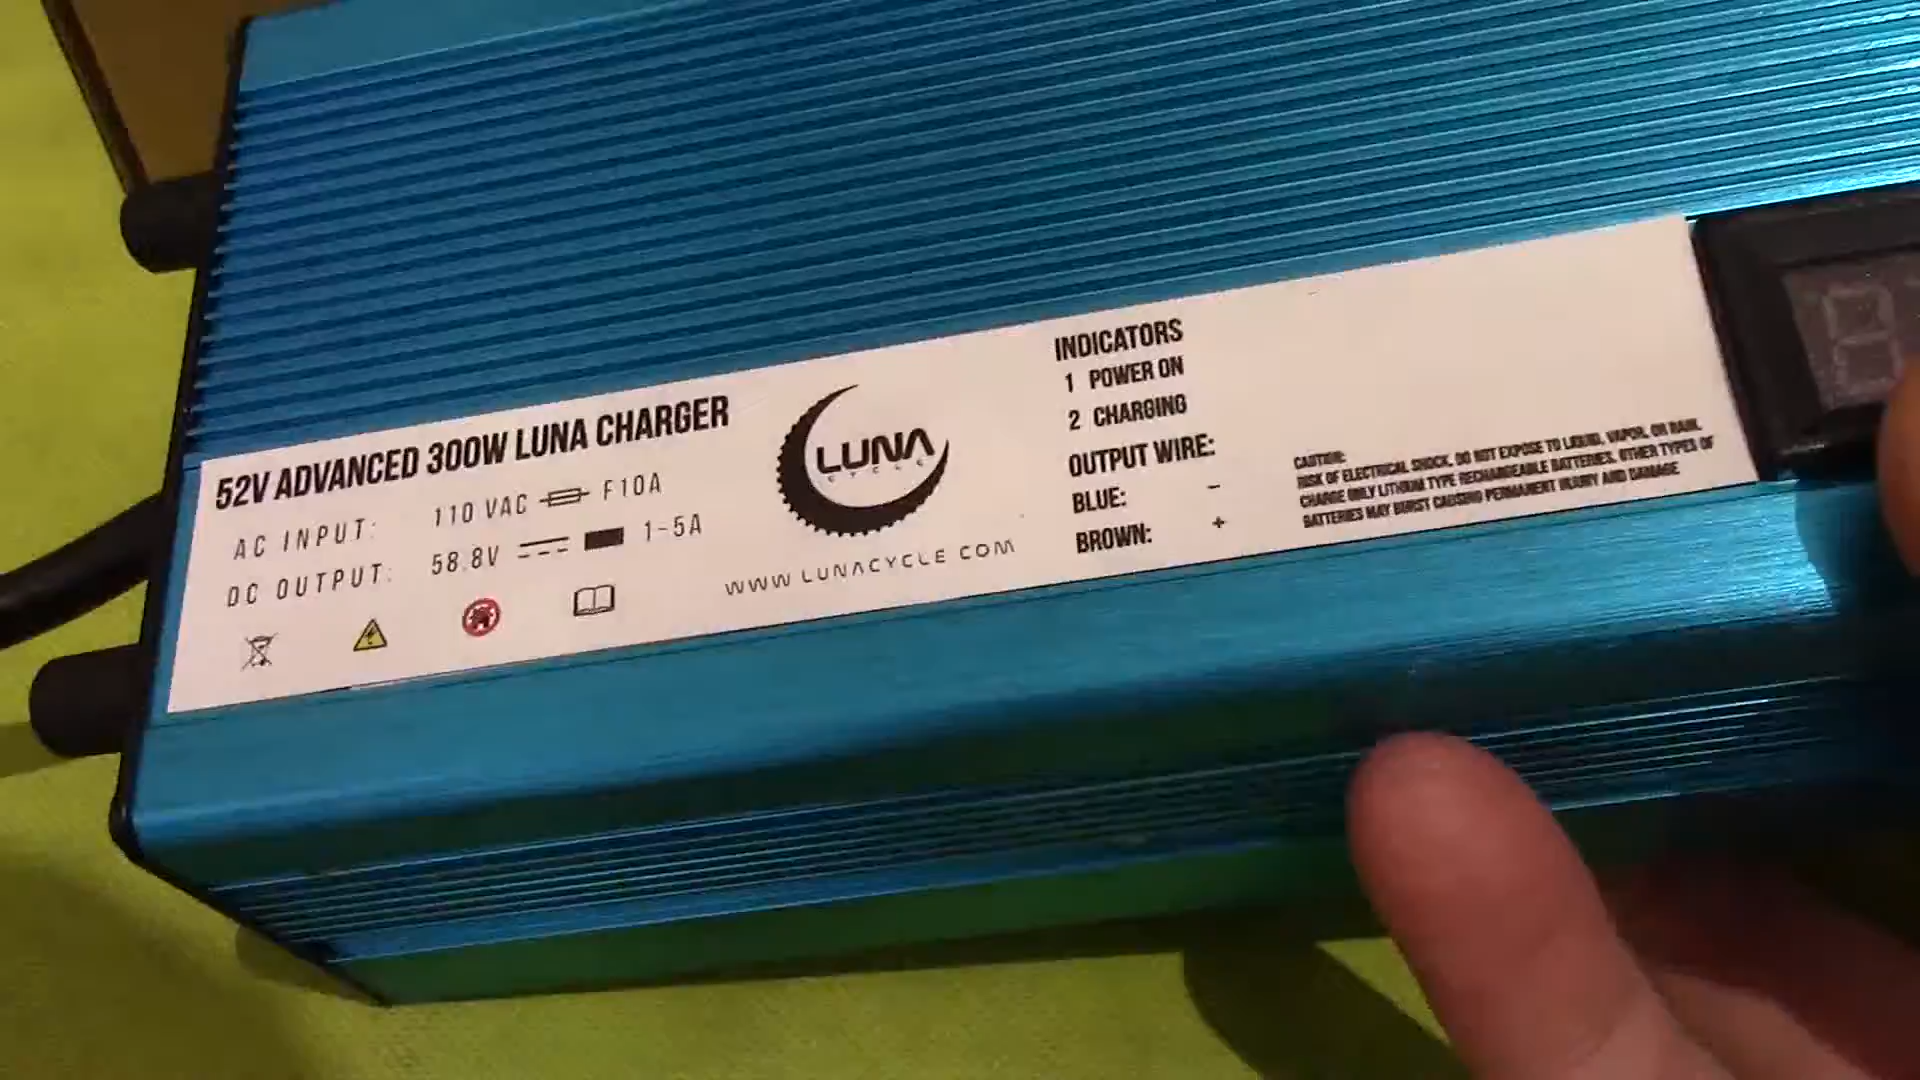 52V ADVANCED 300W LUNA CHARGER
AC INPUT: 110 VAC F10A
DC OUTPUT: 58.8V 1-5A
LUNA
CYCLE
WWW LUNACYCLE COM
INDICATORS
1 POWER ON
2 CHARGING
OUTPUT WIRE:
BLUE: -
BROWN: +
CAUTION:
RISK OF ELECTRICAL SHOCK. DO NOT EXPOSE TO LIQUID, VAPOR, OR RAIN.
CHARGE ONLY LITHIUM TYPE RECHARGEABLE BATTERIES. OTHER TYPES OF
BATTERIES MAY BURST CAUSING PERMANENT INJURY AND DAMAGE